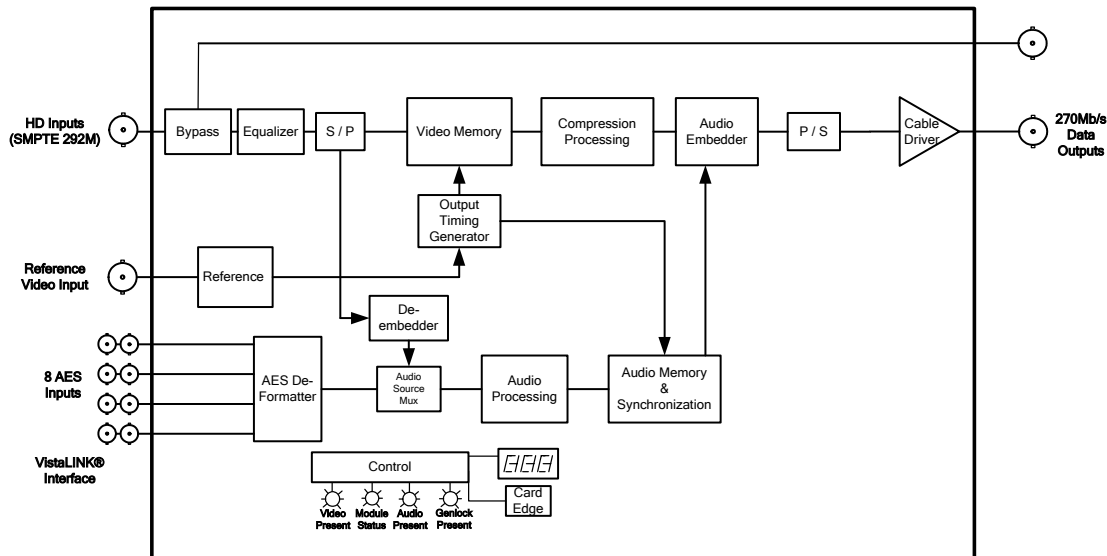 HD Inputs
(SMPTE 292M)
Bypass
Equalizer
S / P
Video Memory
Compression
Processing
Audio
Embedder
P / S
Cable
Driver
270Mb/s
Data
Outputs
Output
Timing
Generator
Reference
Video Input
Reference
De-
embedder
8 AES
Inputs
AES De-
Formatter
Audio
Source
Mux
Audio
Processing
Audio Memory
&
Synchronization
VistaLINK®
Interface
Control
Card
Edge
Video
Present
Module
Status
Audio
Present
Genlock
Present